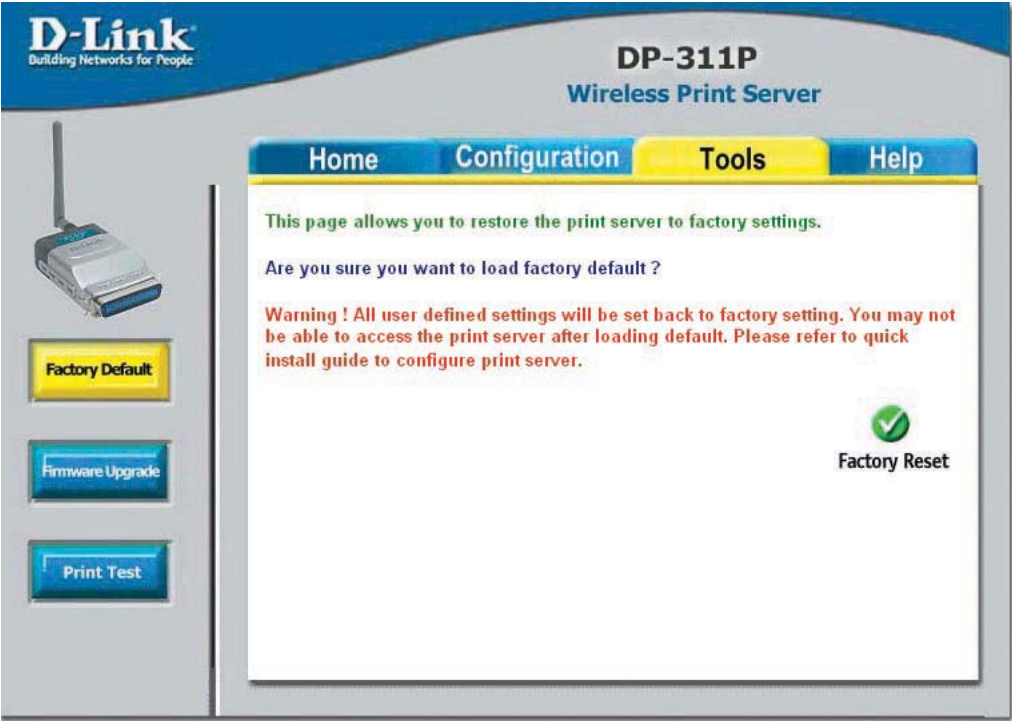 D-Link
Building Networks for People
DP-311P
Wireless Print Server
Home Configuration Tools Help
This page allows you to restore the print server to factory settings.
Are you sure you want to load factory default ?
Warning ! All user defined settings will be set back to factory setting. You may not
be able to access the print server after loading default. Please refer to quick
install guide to configure print server.
Factory Default
Firmware Upgrade
Print Test
Factory Reset